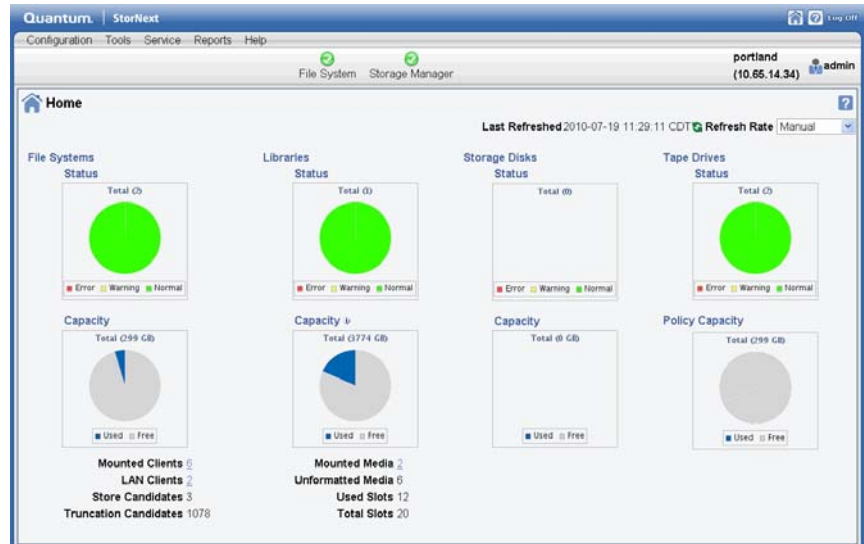 Quantum. StorNext Log Off
Configuration Tools Service Reports Help
File System Storage Manager
portland
(10.65.14.34)
admin
Home
Last Refreshed 2010-07-19 11:29:11 CDT Refresh Rate Manual
File Systems
Status
Total (2)
Error Warning Normal
Capacity
Total (299 GB)
Used Free
Mounted Clients 6
LAN Clients 2
Store Candidates 3
Truncation Candidates 1078
Libraries
Status
Total (1)
Error Warning Normal
Capacity
Total (3774 GB)
Used Free
Mounted Media 2
Unformatted Media 6
Used Slots 12
Total Slots 20
Storage Disks
Status
Total (0)
Error Warning Normal
Capacity
Total (0 GB)
Used Free
Tape Drives
Status
Total (2)
Error Warning Normal
Policy Capacity
Total (299 GB)
Used Free